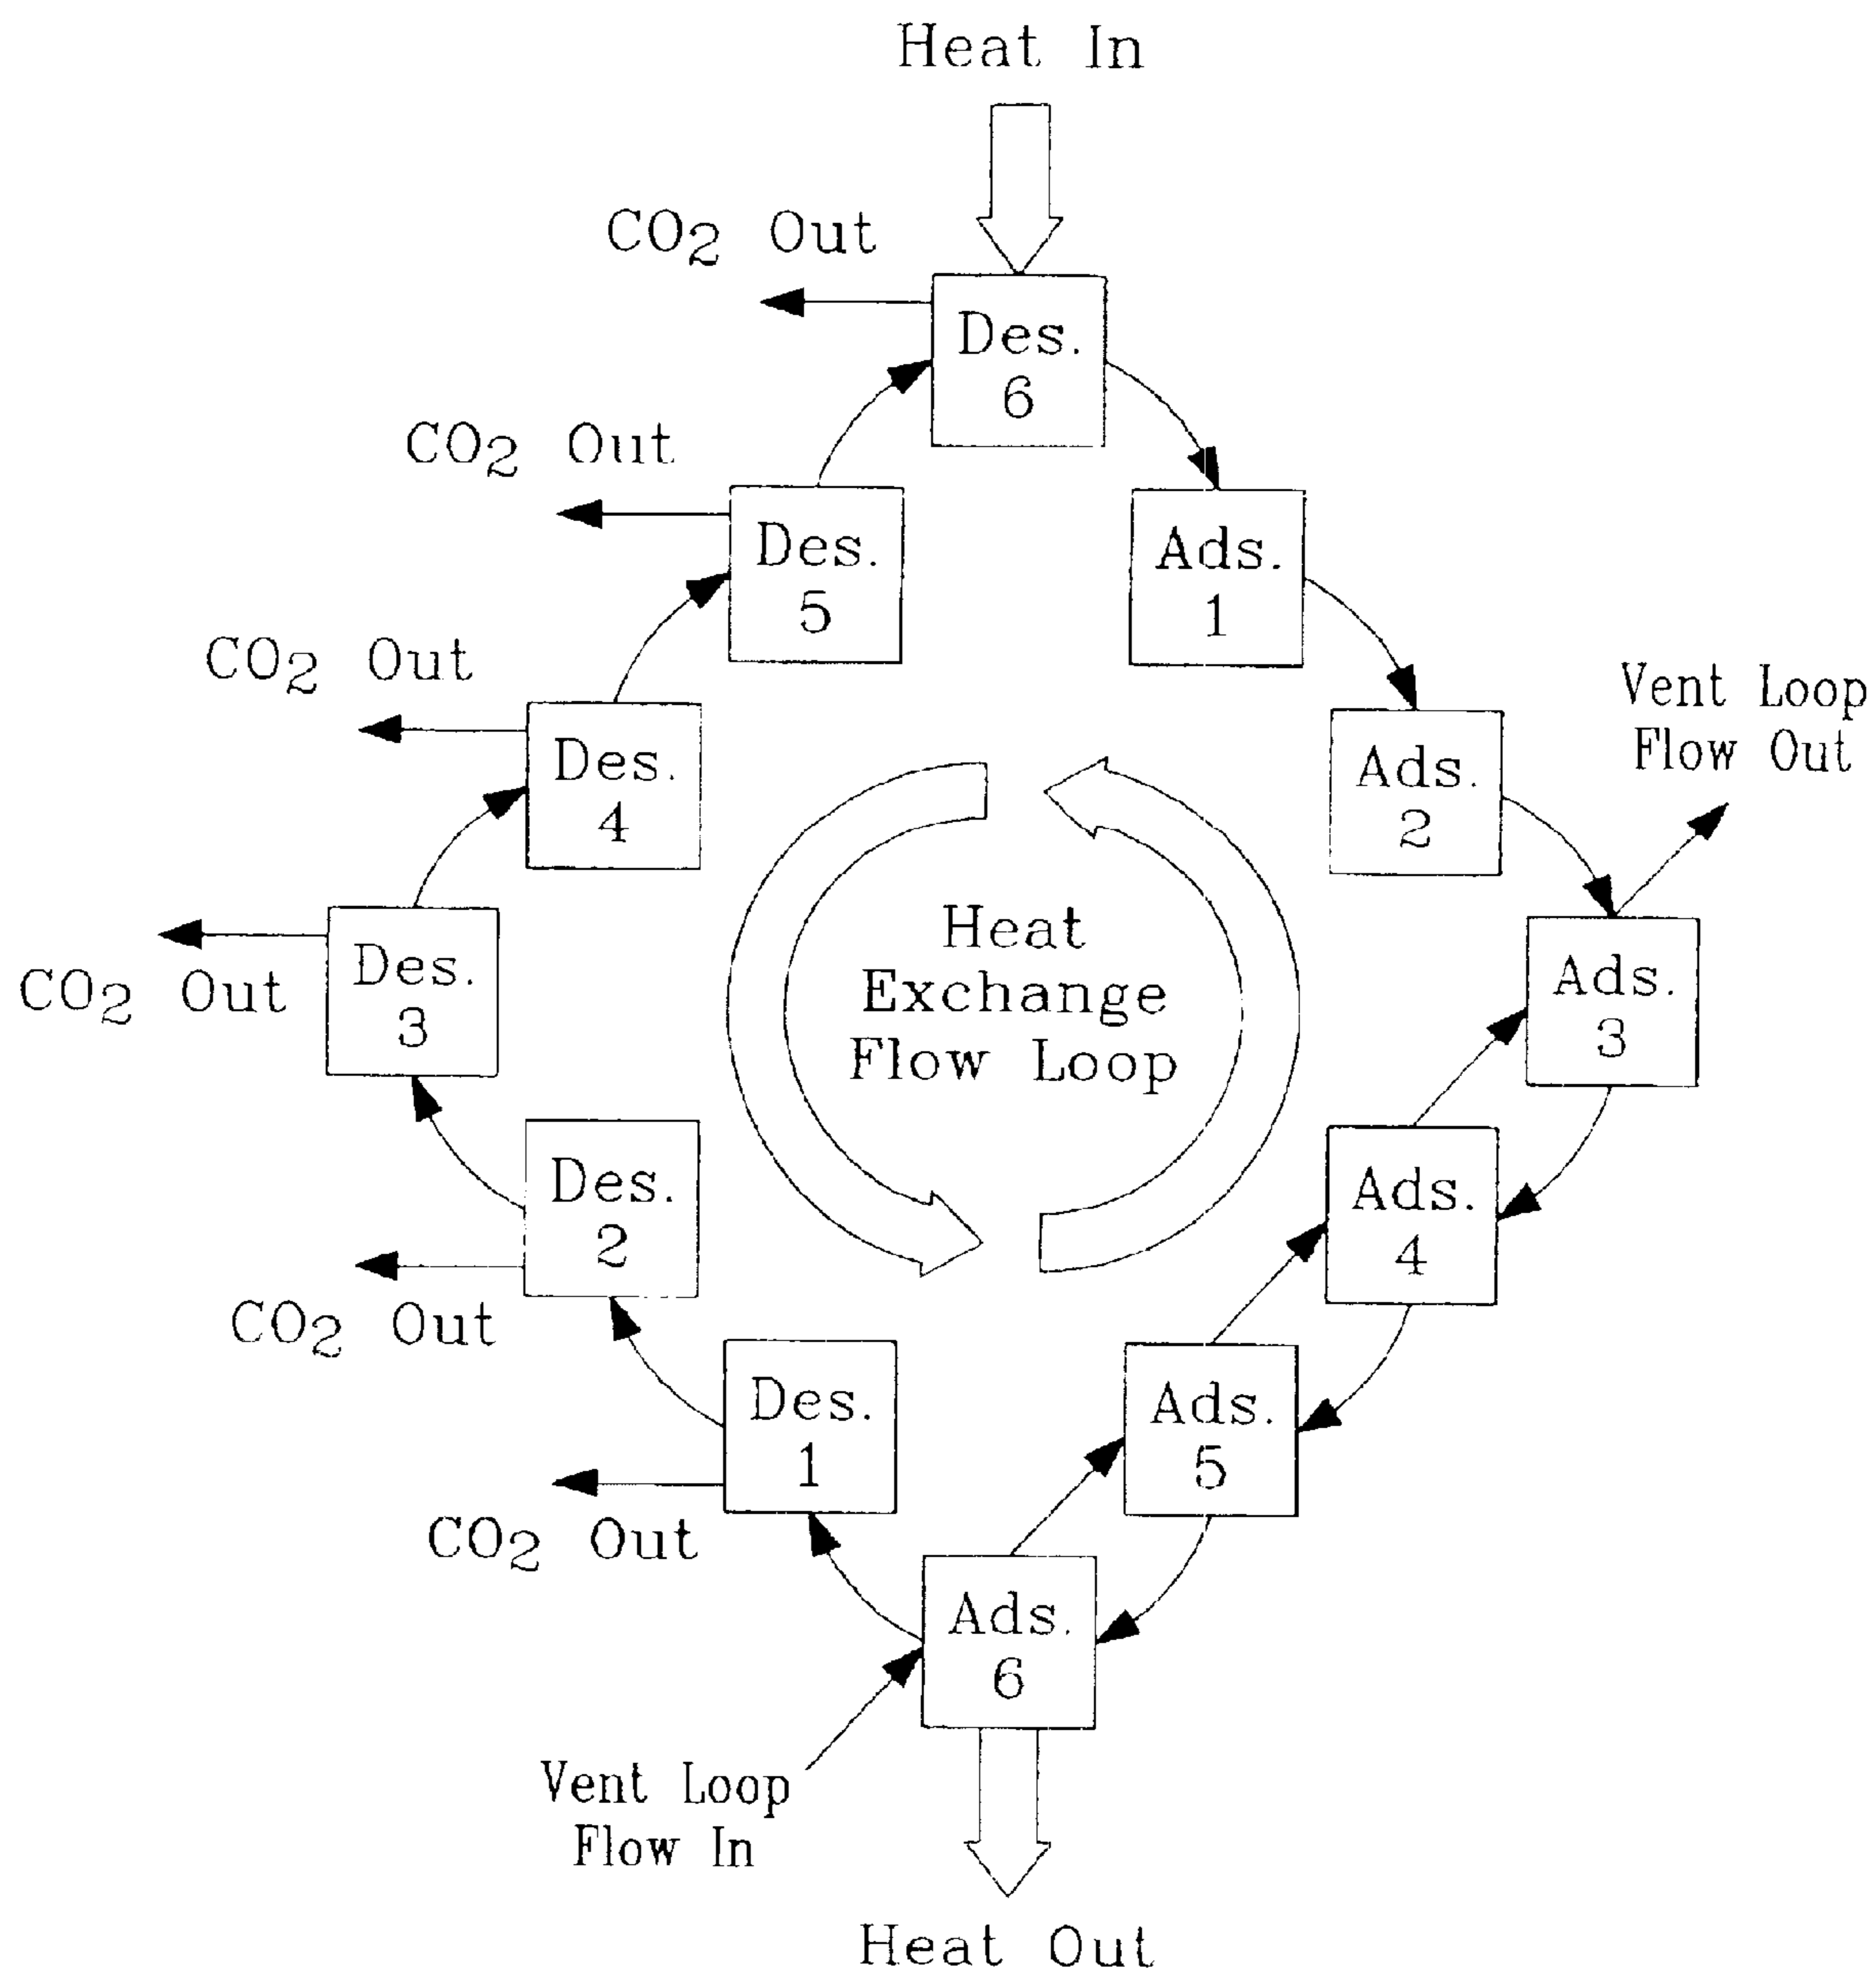 Heat In
CO2 Out
Des.
6
CO2 Out
Des.
5
Ads.
1
CO2 Out
Vent Loop
Flow Out
Des.
4
Ads.
2
Heat
Exchange
Flow Loop
CO2 Out
Des.
3
Ads.
3
Des.
2
Ads.
4
CO2 Out
Des.
1
Ads.
5
CO2 Out
Ads.
6
Vent Loop
Flow In
Heat Out